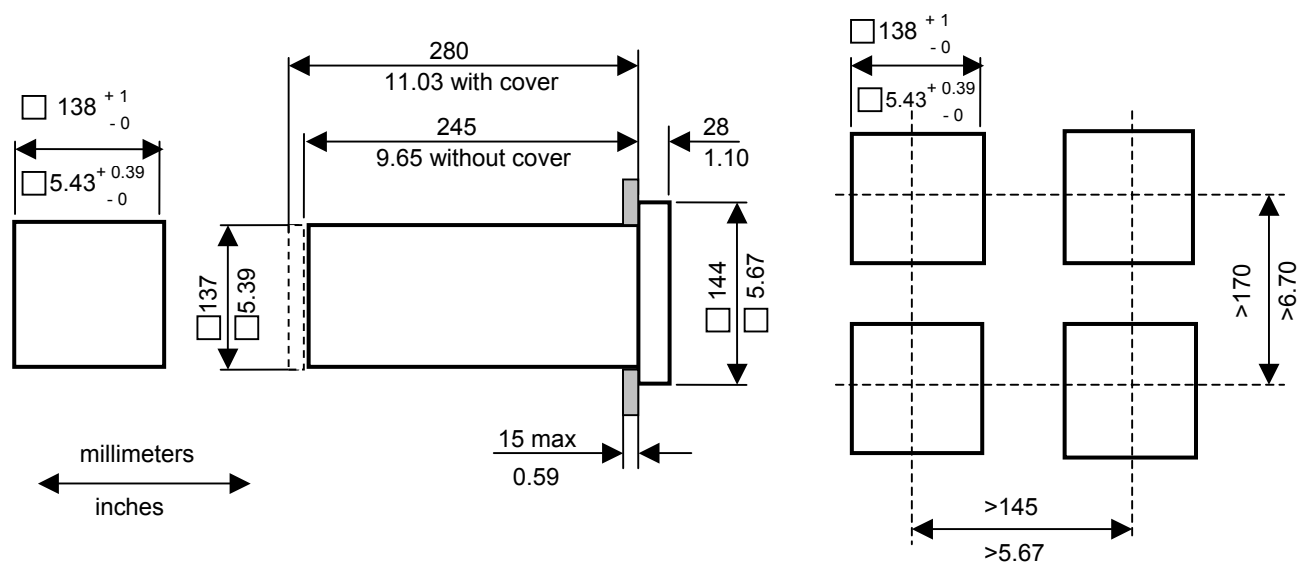 □ 138 + 1 - 0
□ 5.43 + 0.39 - 0
280
11.03 with cover
245
9.65 without cover
28
1.10
□ 137
□ 5.39
□ 144
□ 5.67
15 max
0.59
millimeters
inches
□ 138 + 1 - 0
□ 5.43 + 0.39 - 0
>170
>6.70
>145
>5.67